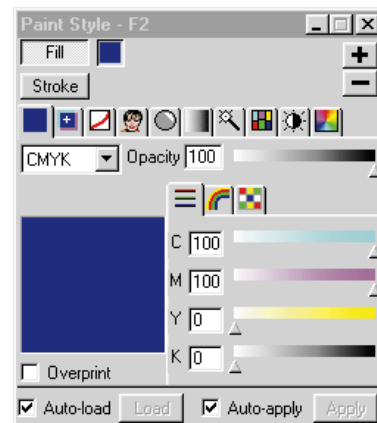 Paint Style - F2
Fill
Stroke
CMYK Opacity 100
C 100
M 100
Y 0
K 0
Overprint
Auto-load Load Auto-apply Apply